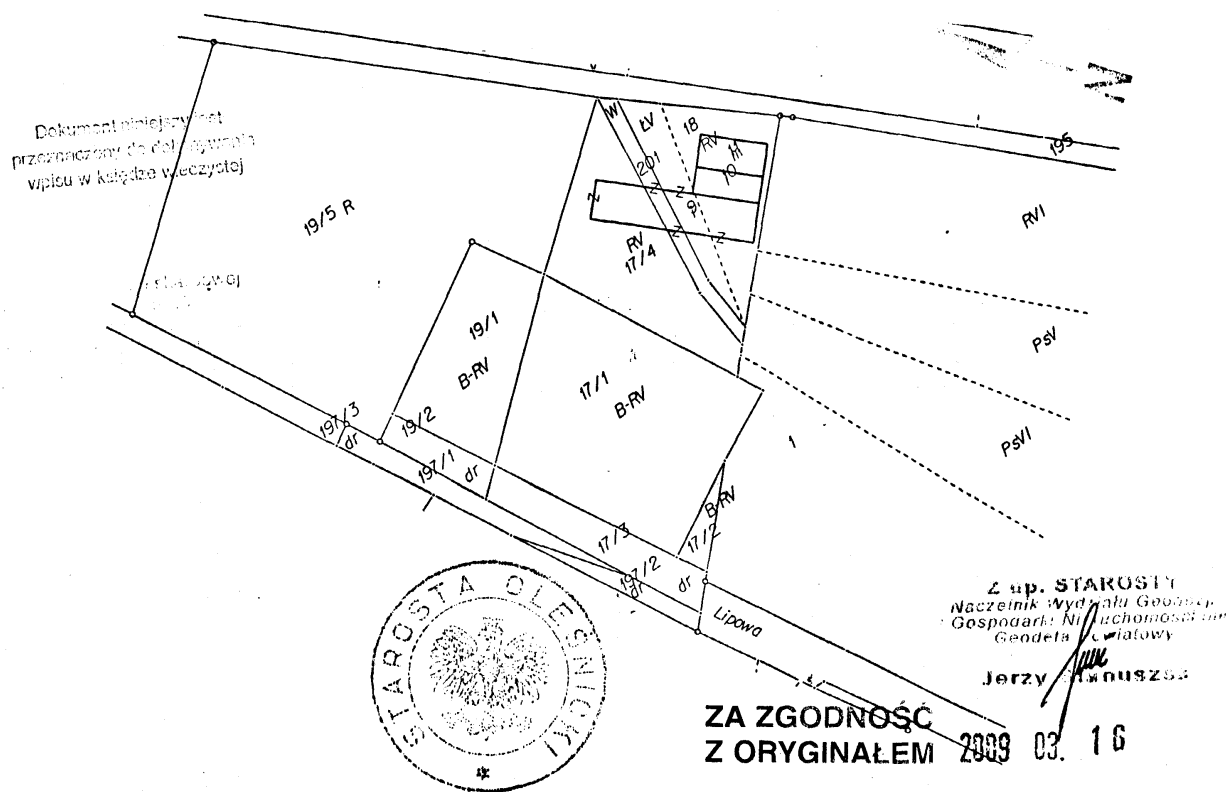 195
Dokument niniejszy jest
przeznaczony do dokonywania
wpisu w księdze wieczystej
W
ŁV
18
RV
11
10
201
Z
Z
Z
9
Z
Z
19/5 R
RV
17/4
RVI
PsV
PsVI
19/1
B-RV
17/1
B-RV
1
197/3
dr
19/2
197/1
dr
B-RV
17/2
17/3
197/2
dr
dr
Lipowa
STAROSTA OLEŚNICKI
Z up. STAROSTY
Naczelnik Wydziału
Gospodarki
Geodeta Powiatowy
Jerzy
ZA ZGODNOŚĆ
Z ORYGINAŁEM 2009 03. 16